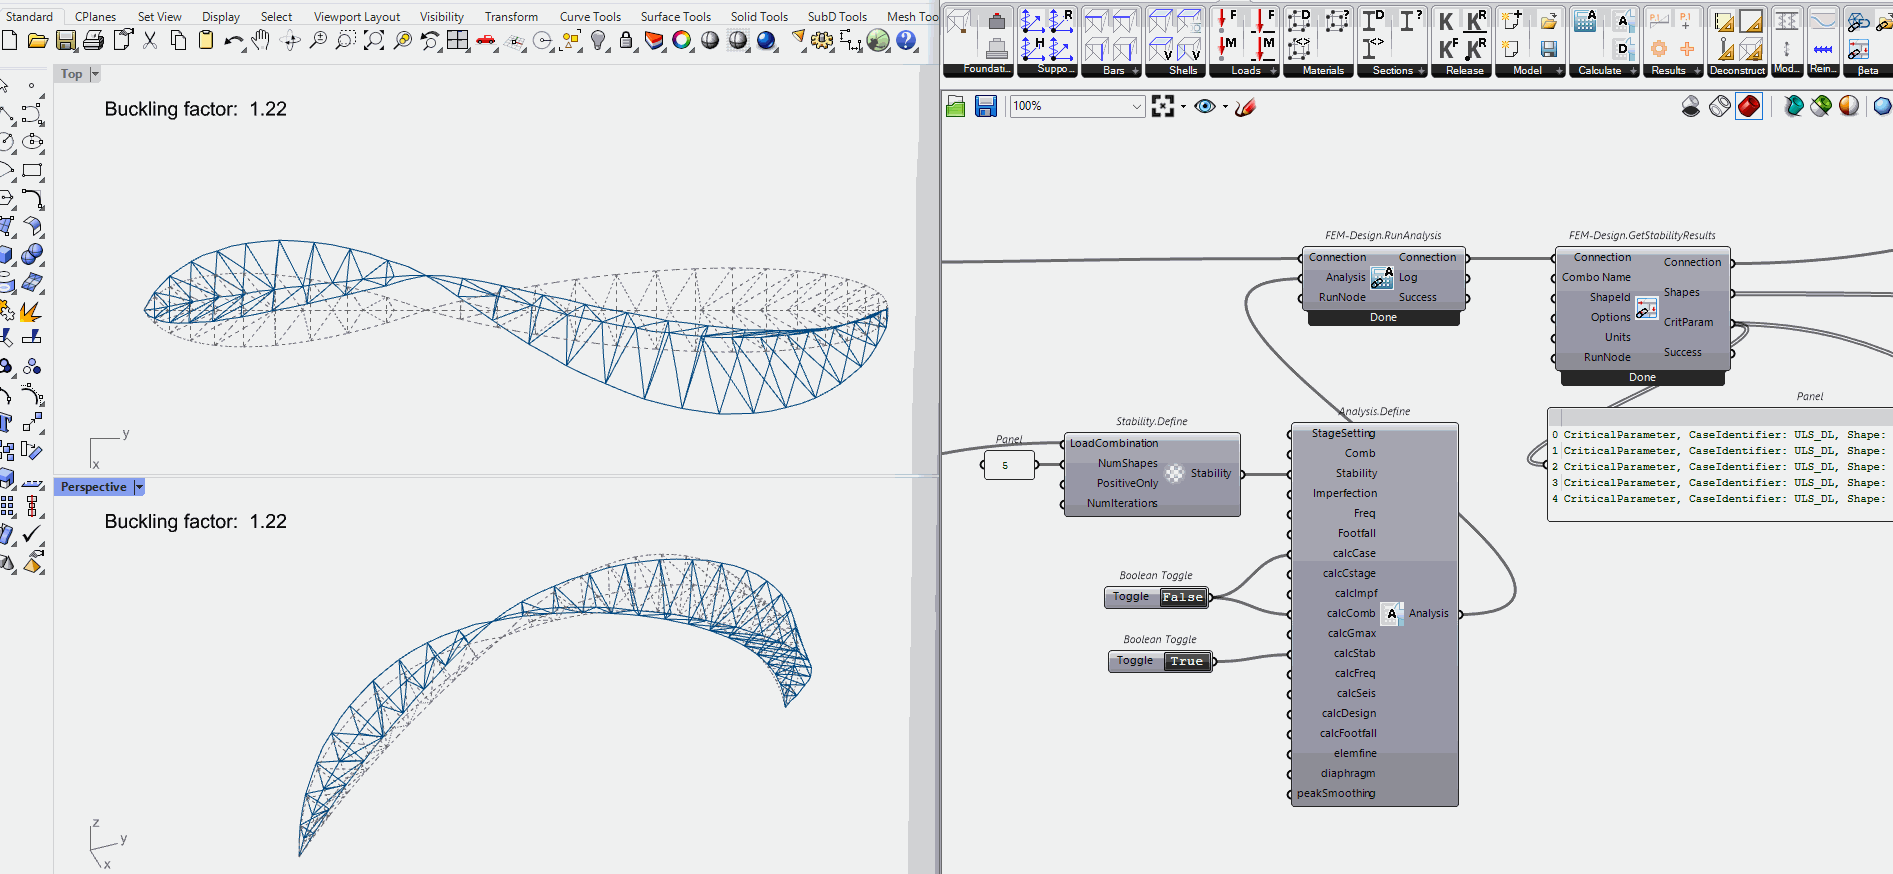 Standard CPlanes Set View Display Select Viewport Layout Visibility Transform Curve Tools Surface Tools Solid Tools SubD Tools Mesh Too
Top
Buckling factor: 1.22
y
x
Perspective
Buckling factor: 1.22
z
y
x
Foundati... Suppo... Bars Shells Loads Materials Sections Release Model Calculate Results Deconstruct Mod... Rein... βeta
100%
FEM-Design.RunAnalysis
Connection Connection
Analysis Log
RunNode Success
Done
FEM-Design.GetStabilityResults
Connection
Combo Name
ShapeId
Options
Units
RunNode
Connection
Shapes
CritParam
Success
Done
Panel
0 CriticalParameter, CaseIdentifier: ULS_DL, Shape:
1 CriticalParameter, CaseIdentifier: ULS_DL, Shape:
2 CriticalParameter, CaseIdentifier: ULS_DL, Shape:
3 CriticalParameter, CaseIdentifier: ULS_DL, Shape:
4 CriticalParameter, CaseIdentifier: ULS_DL, Shape:
Panel
5
Stability.Define
LoadCombination
NumShapes
PositiveOnly
NumIterations
Stability
Boolean Toggle
Toggle False
Boolean Toggle
Toggle True
Analysis.Define
StageSetting
Comb
Stability
Imperfection
Freq
Footfall
calcCase
calcCstage
calcImpf
calcComb
calcGmax
calcStab
calcFreq
calcSeis
calcDesign
calcFootfall
elemfine
diaphragm
peakSmoothing
Analysis